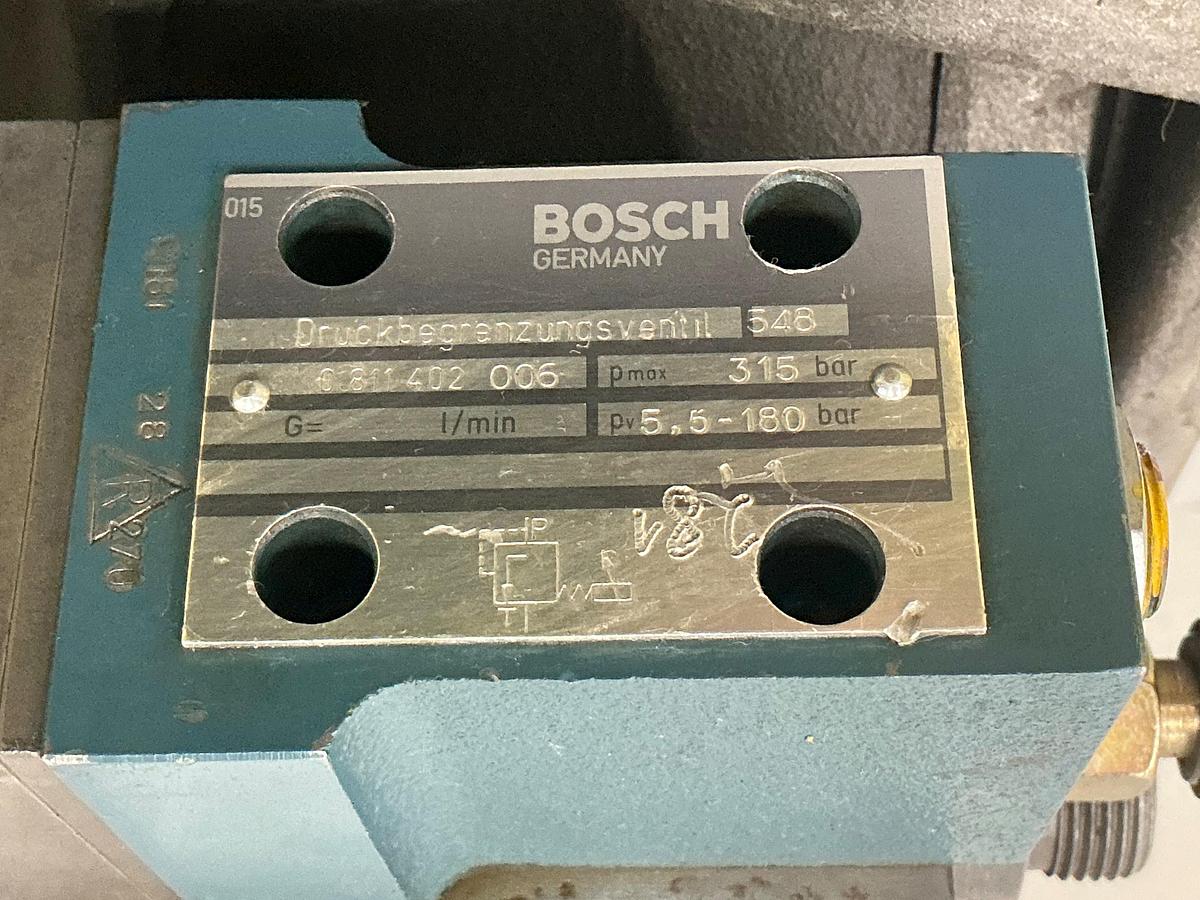 015
BOSCH
GERMANY
Druckbegrenzungsventil 548
0 811 402 006
pmax 315 bar
G= l/min
pv 5,5-180 bar
P
T
28
R270